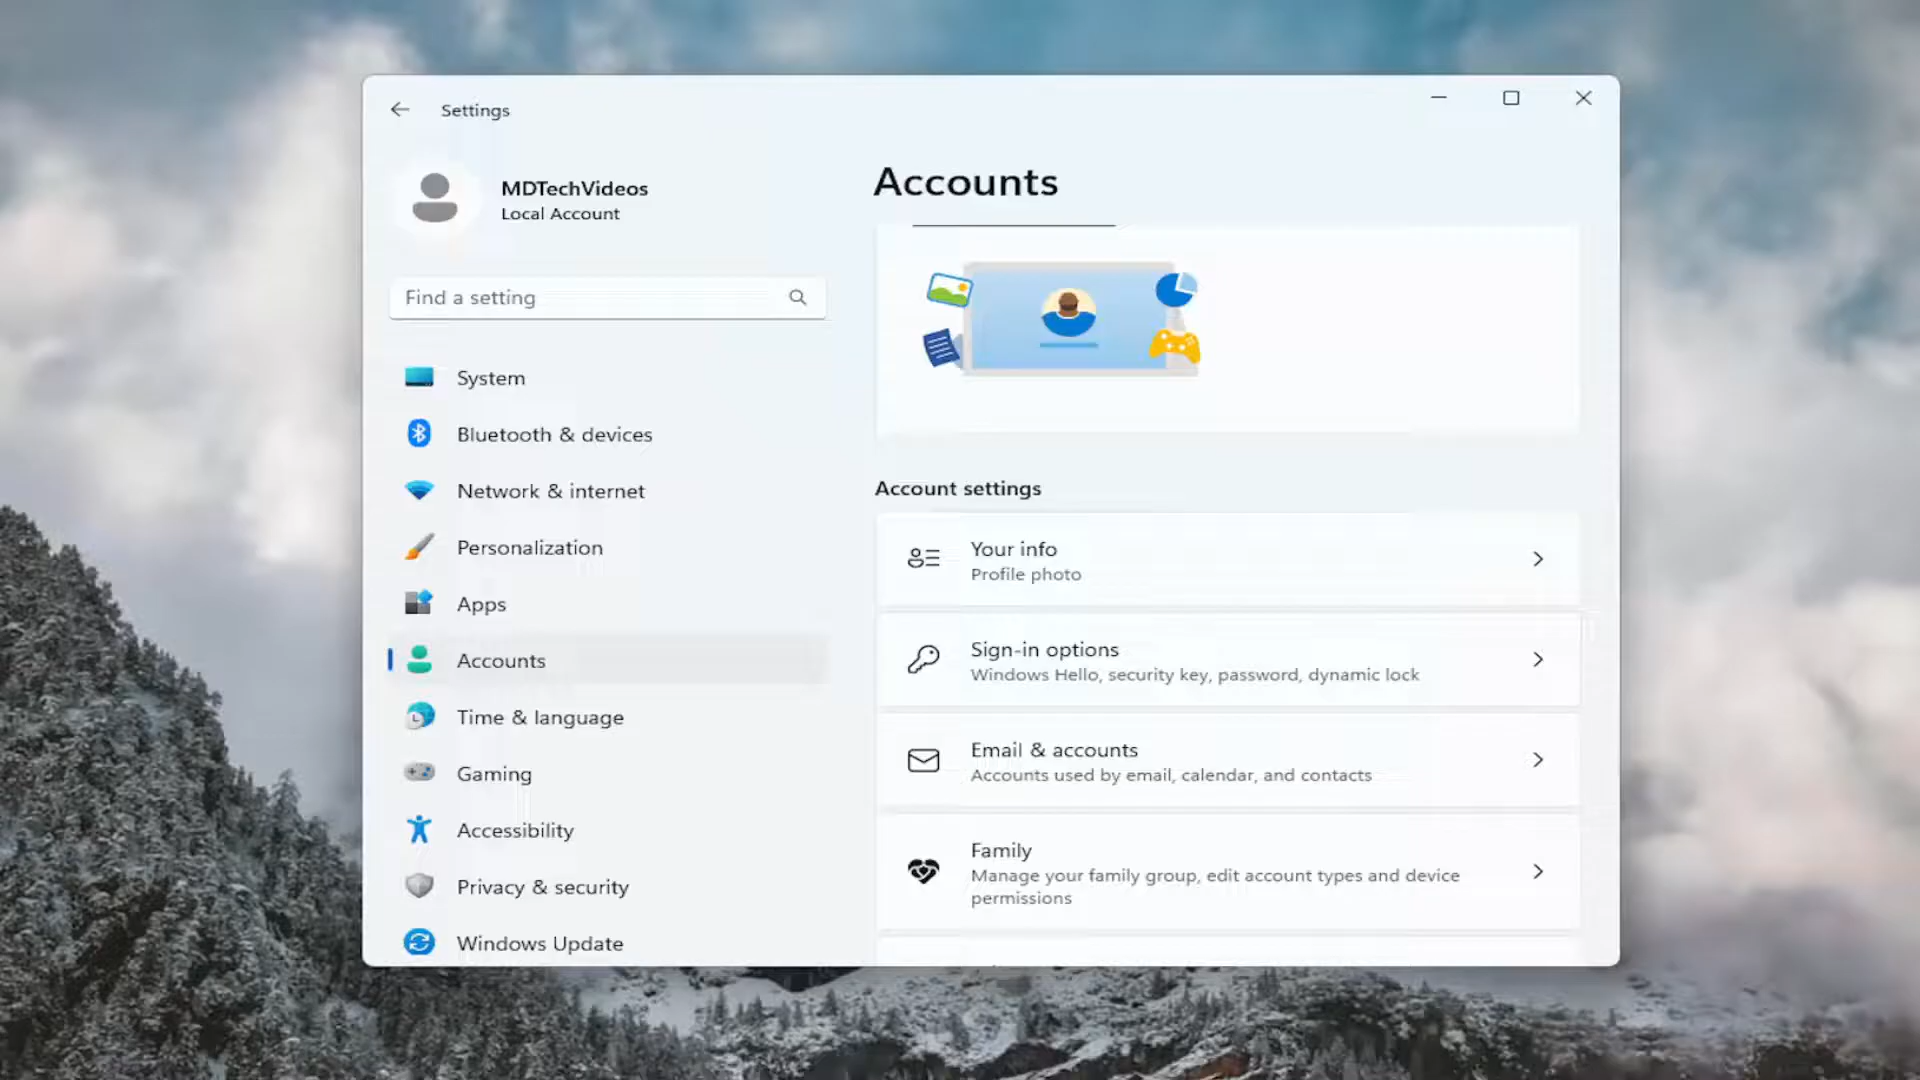 Settings
MDTechVideos
Local Account
Find a setting
System
Bluetooth & devices
Network & internet
Personalization
Apps
Accounts
Time & language
Gaming
Accessibility
Privacy & security
Windows Update
Accounts
Account settings
Your info
Profile photo
Sign-in options
Windows Hello, security key, password, dynamic lock
Email & accounts
Accounts used by email, calendar, and contacts
Family
Manage your family group, edit account types and device
permissions